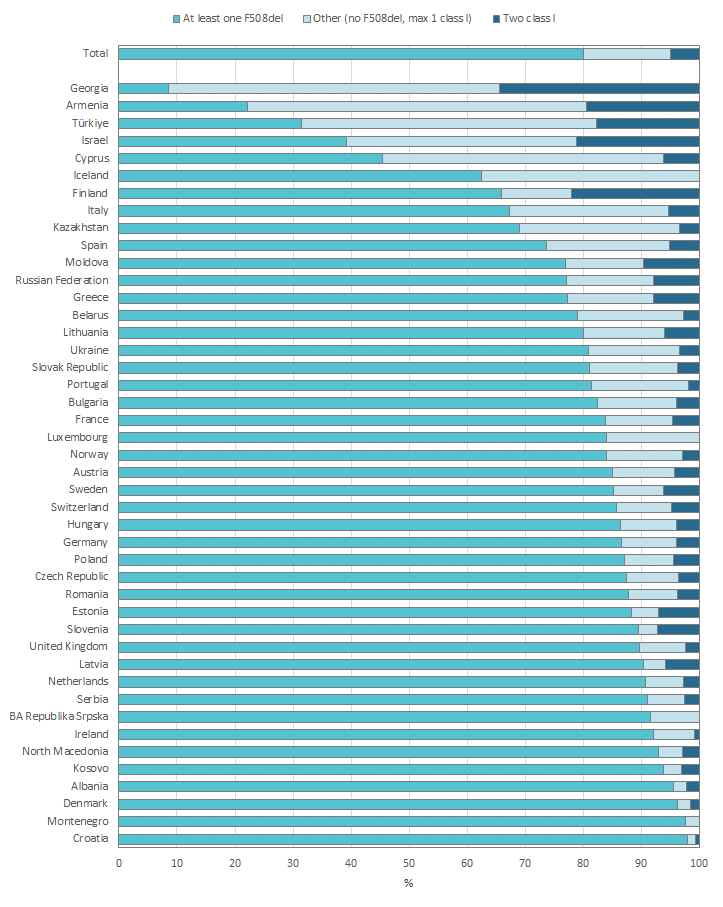 At least one F508del Other (no F508del, max 1 class I) Two class I
Total
Georgia
Armenia
Türkiye
Israel
Cyprus
Iceland
Finland
Italy
Kazakhstan
Spain
Moldova
Russian Federation
Greece
Belarus
Lithuania
Ukraine
Slovak Republic
Portugal
Bulgaria
France
Luxembourg
Norway
Austria
Sweden
Switzerland
Hungary
Germany
Poland
Czech Republic
Romania
Estonia
Slovenia
United Kingdom
Latvia
Netherlands
Serbia
BA Republika Srpska
Ireland
North Macedonia
Kosovo
Albania
Denmark
Montenegro
Croatia
0 10 20 30 40 50 60 70 80 90 100
%